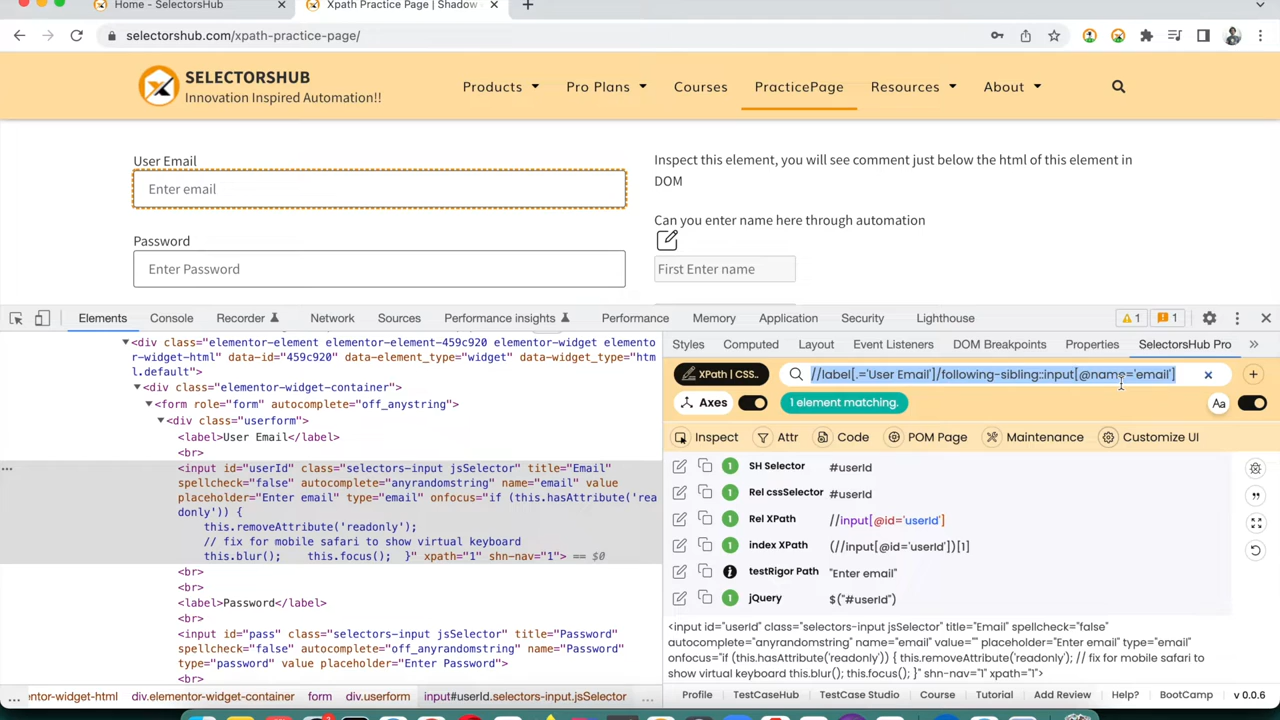 Home - SelectorsHub
Xpath Practice Page | Shadow
selectorshub.com/xpath-practice-page/
SELECTORSHUB
Innovation Inspired Automation!!
Products
Pro Plans
Courses
PracticePage
Resources
About
User Email
Enter email
Password
Enter Password
Inspect this element, you will see comment just below the html of this element in
DOM
Can you enter name here through automation
First Enter name
Elements
Console
Recorder
Network
Sources
Performance insights
Performance
Memory
Application
Security
Lighthouse
1
1
<div class="elementor-element elementor-element-459c920 elementor-widget elemento
r-widget-html" data-id="459c920" data-element_type="widget" data-widget_type="htm
l.default">
<div class="elementor-widget-container">
<form role="form" autocomplete="off_anystring">
<div class="userform">
<label>User Email</label>
<br>
<input id="userId" class="selectors-input jsSelector" title="Email"
spellcheck="false" autocomplete="anyrandomstring" name="email" value
placeholder="Enter email" type="email" onfocus="if (this.hasAttribute('rea
donly')) {
this.removeAttribute('readonly');
// fix for mobile safari to show virtual keyboard
this.blur();    this.focus();  }" xpath="1" shn-nav="1"> == $0
<br>
<br>
<label>Password</label>
<br>
<input id="pass" class="selectors-input jsSelector" title="Password"
spellcheck="false" autocomplete="off_anyrandomstring" name="Password"
type="password" value placeholder="Enter Password">
<br>
... ntor-widget-html
div.elementor-widget-container
form
div.userform
input#userId.selectors-input.jsSelector
...
Styles
Computed
Layout
Event Listeners
DOM Breakpoints
Properties
SelectorsHub Pro
XPath | CSS..
//label[.='User Email']/following-sibling::input[@name='email']
Axes
1 element matching.
Aa
Inspect
Attr
Code
POM Page
Maintenance
Customize UI
1 SH Selector #userId
1 Rel cssSelector #userId
1 Rel XPath //input[@id='userId']
1 index XPath (//input[@id='userId'])[1]
testRigor Path "Enter email"
1 jQuery $("#userId")
<input id="userId" class="selectors-input jsSelector" title="Email" spellcheck="false"
autocomplete="anyrandomstring" name="email" value="" placeholder="Enter email" type="email"
onfocus="if (this.hasAttribute('readonly')) { this.removeAttribute('readonly'); // fix for mobile safari to
show virtual keyboard this.blur(); this.focus(); }" shn-nav="1" xpath="1">
Profile
TestCaseHub
TestCase Studio
Course
Tutorial
Add Review
Help?
BootCamp
v 0.0.6